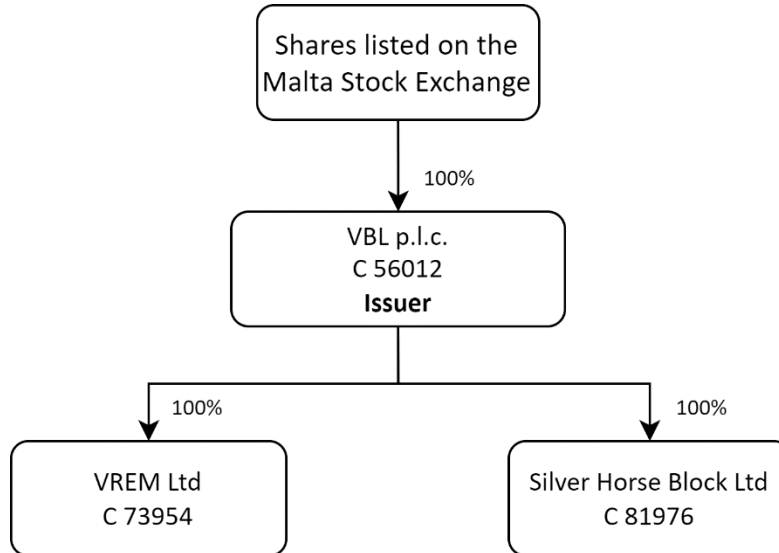 Shares listed on the
Malta Stock Exchange
100%
VBL p.l.c.
C 56012
Issuer
100%
100%
VREM Ltd
C 73954
Silver Horse Block Ltd
C 81976